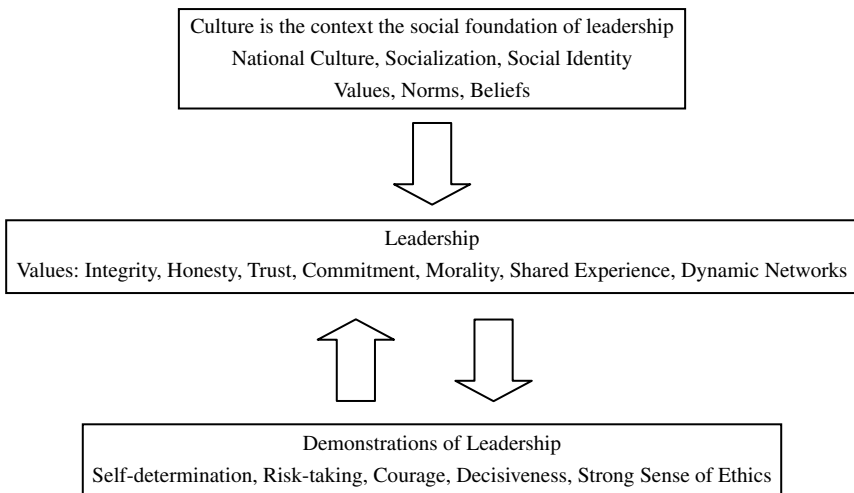 Culture is the context the social foundation of leadership
National Culture, Socialization, Social Identity
Values, Norms, Beliefs
Leadership
Values: Integrity, Honesty, Trust, Commitment, Morality, Shared Experience, Dynamic Networks
Demonstrations of Leadership
Self-determination, Risk-taking, Courage, Decisiveness, Strong Sense of Ethics